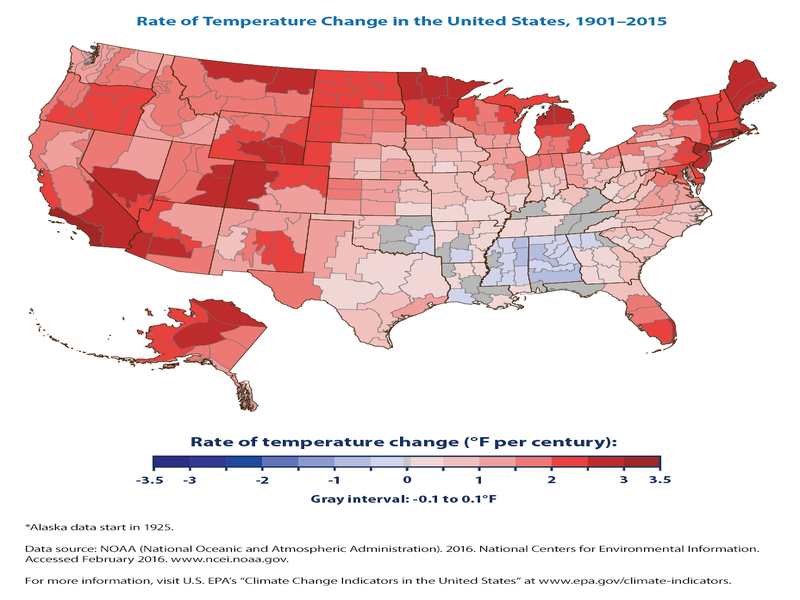 Rate of Temperature Change in the United States, 1901–2015
Rate of temperature change (°F per century):
-3.5 -3 -2 -1 0 1 2 3 3.5
Gray interval: -0.1 to 0.1°F
*Alaska data start in 1925.
Data source: NOAA (National Oceanic and Atmospheric Administration). 2016. National Centers for Environmental Information.
Accessed February 2016. www.ncei.noaa.gov.
For more information, visit U.S. EPA's “Climate Change Indicators in the United States” at www.epa.gov/climate-indicators.